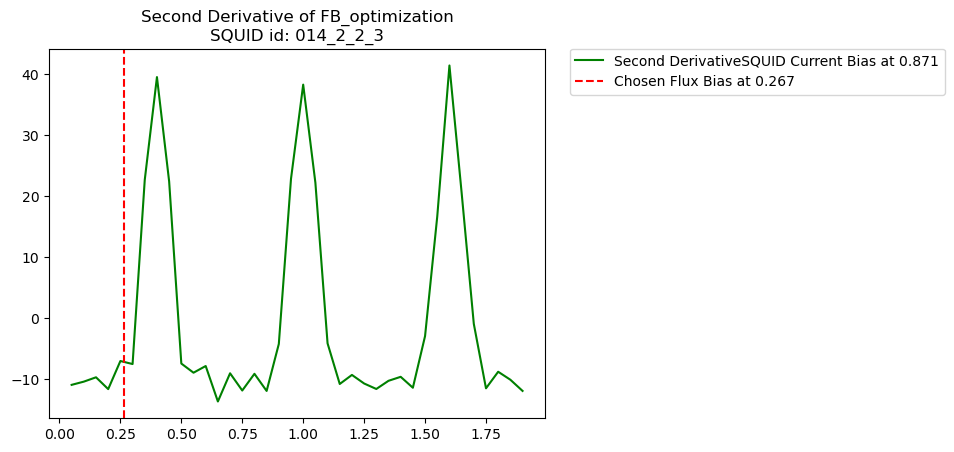 Second Derivative of FB_optimization
SQUID id: 014_2_2_3
Second DerivativeSQUID Current Bias at 0.871
Chosen Flux Bias at 0.267
40
30
20
10
0
−10
0.00 0.25 0.50 0.75 1.00 1.25 1.50 1.75